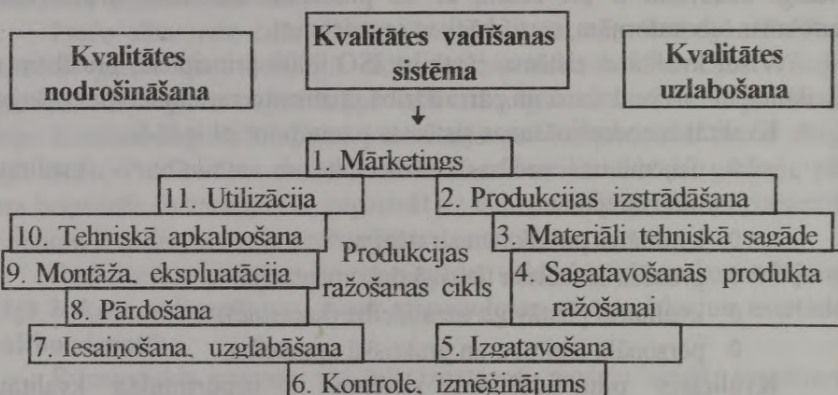 Kvalitātes
nodrošināšana
Kvalitātes vadīšanas
sistēma
Kvalitātes
uzlabošana
1. Mārketings
11. Utilizācija
2. Produkcijas izstrādāšana
10. Tehniskā apkalpošana
3. Materiāli tehniskā sagāde
9. Montāža, ekspluatācija
Produkcijas
ražošanas cikls
4. Sagatavošanās produkta
ražošanai
8. Pārdošana
7. Iesaiņošana, uzglabāšana
5. Izgatavošana
6. Kontrole, izmēģinājums